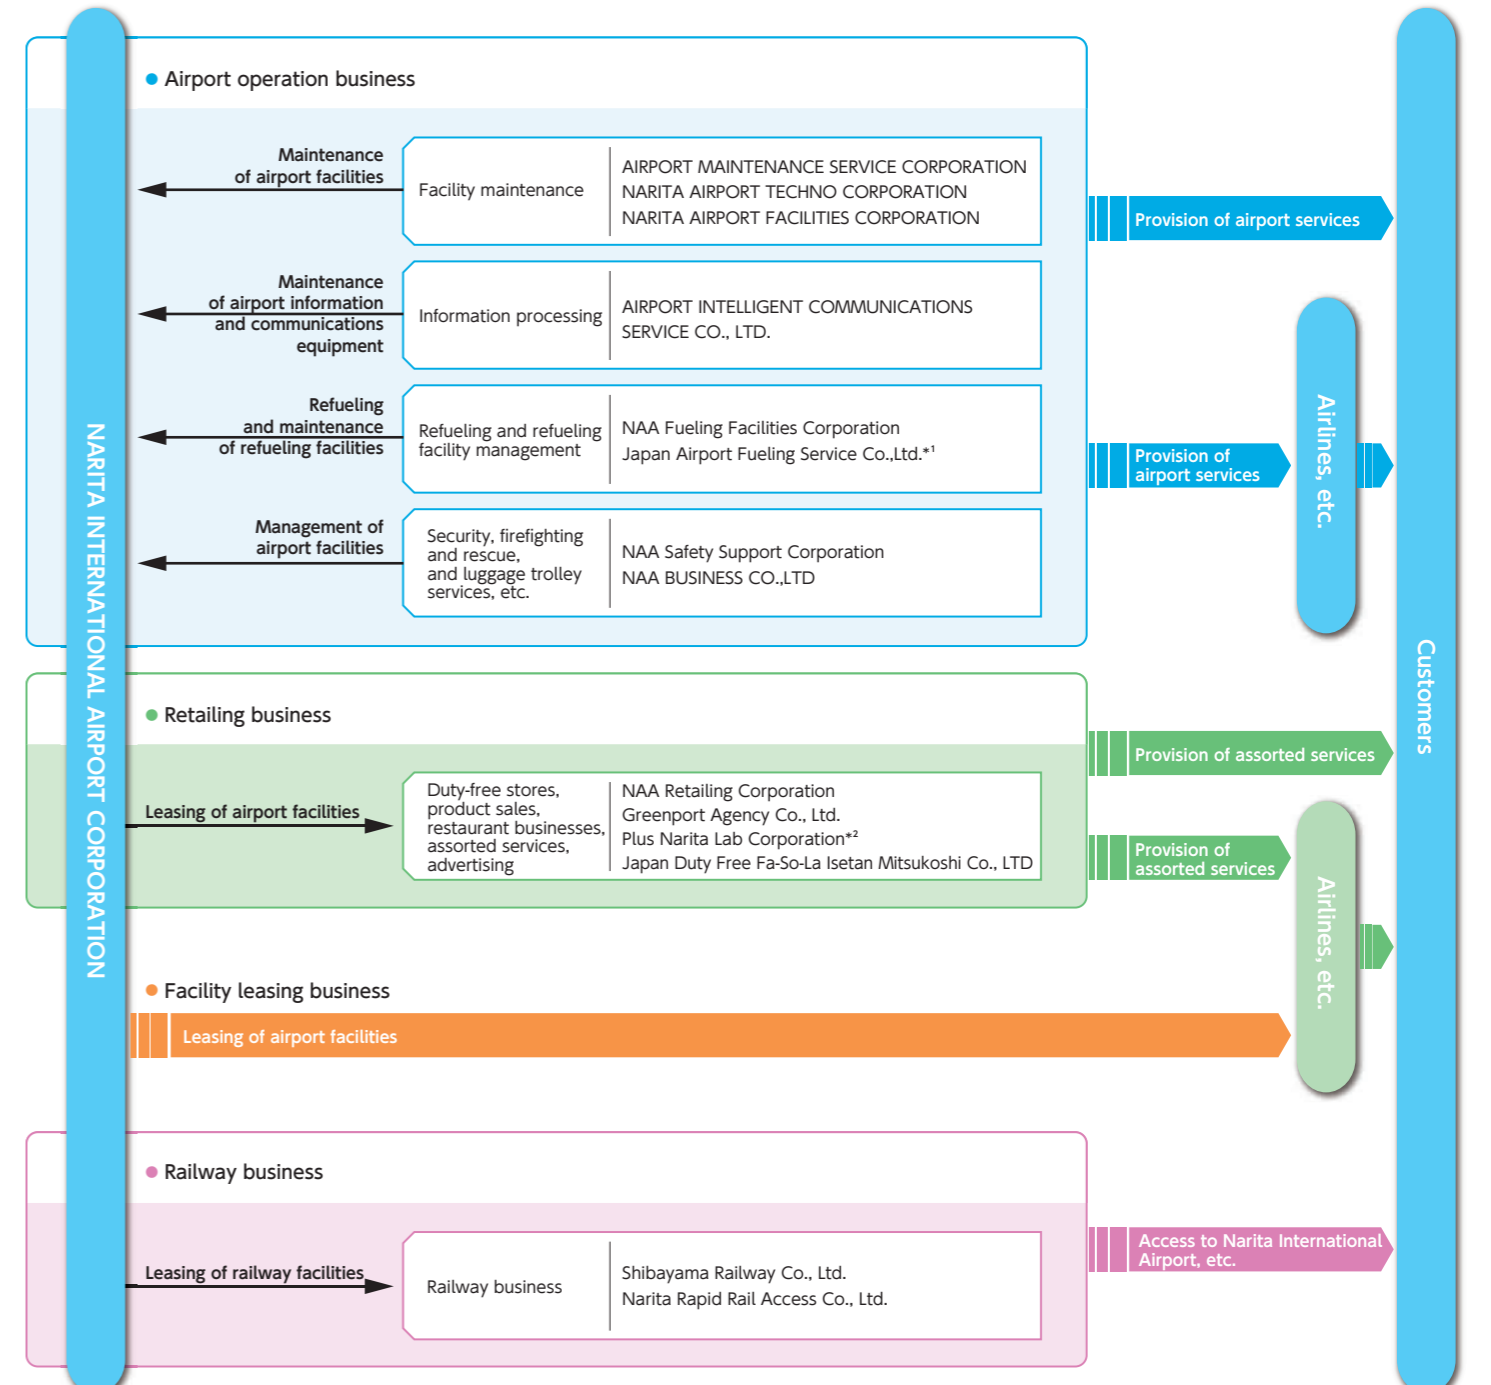 NARITA INTERNATIONAL AIRPORT CORPORATION
Airport operation business
Maintenance
of airport facilities
Facility maintenance
AIRPORT MAINTENANCE SERVICE CORPORATION
NARITA AIRPORT TECHNO CORPORATION
NARITA AIRPORT FACILITIES CORPORATION
Provision of airport services
Maintenance
of airport information
and communications
equipment
Information processing
AIRPORT INTELLIGENT COMMUNICATIONS
SERVICE CO., LTD.
Refueling
and maintenance
of refueling facilities
Refueling and refueling
facility management
NAA Fueling Facilities Corporation
Japan Airport Fueling Service Co.,Ltd.*¹
Provision of
airport services
Airlines, etc.
Management of
airport facilities
Security, firefighting
and rescue,
and luggage trolley
services, etc.
NAA Safety Support Corporation
NAA BUSINESS CO.,LTD
Customers
Retailing business
Leasing of airport facilities
Duty-free stores,
product sales,
restaurant businesses,
assorted services,
advertising
NAA Retailing Corporation
Greenport Agency Co., Ltd.
Plus Narita Lab Corporation*²
Japan Duty Free Fa-So-La Isetan Mitsukoshi Co., LTD
Provision of assorted services
Provision of
assorted services
Airlines, etc.
Facility leasing business
Leasing of airport facilities
Railway business
Leasing of railway facilities
Railway business
Shibayama Railway Co., Ltd.
Narita Rapid Rail Access Co., Ltd.
Access to Narita International
Airport, etc.